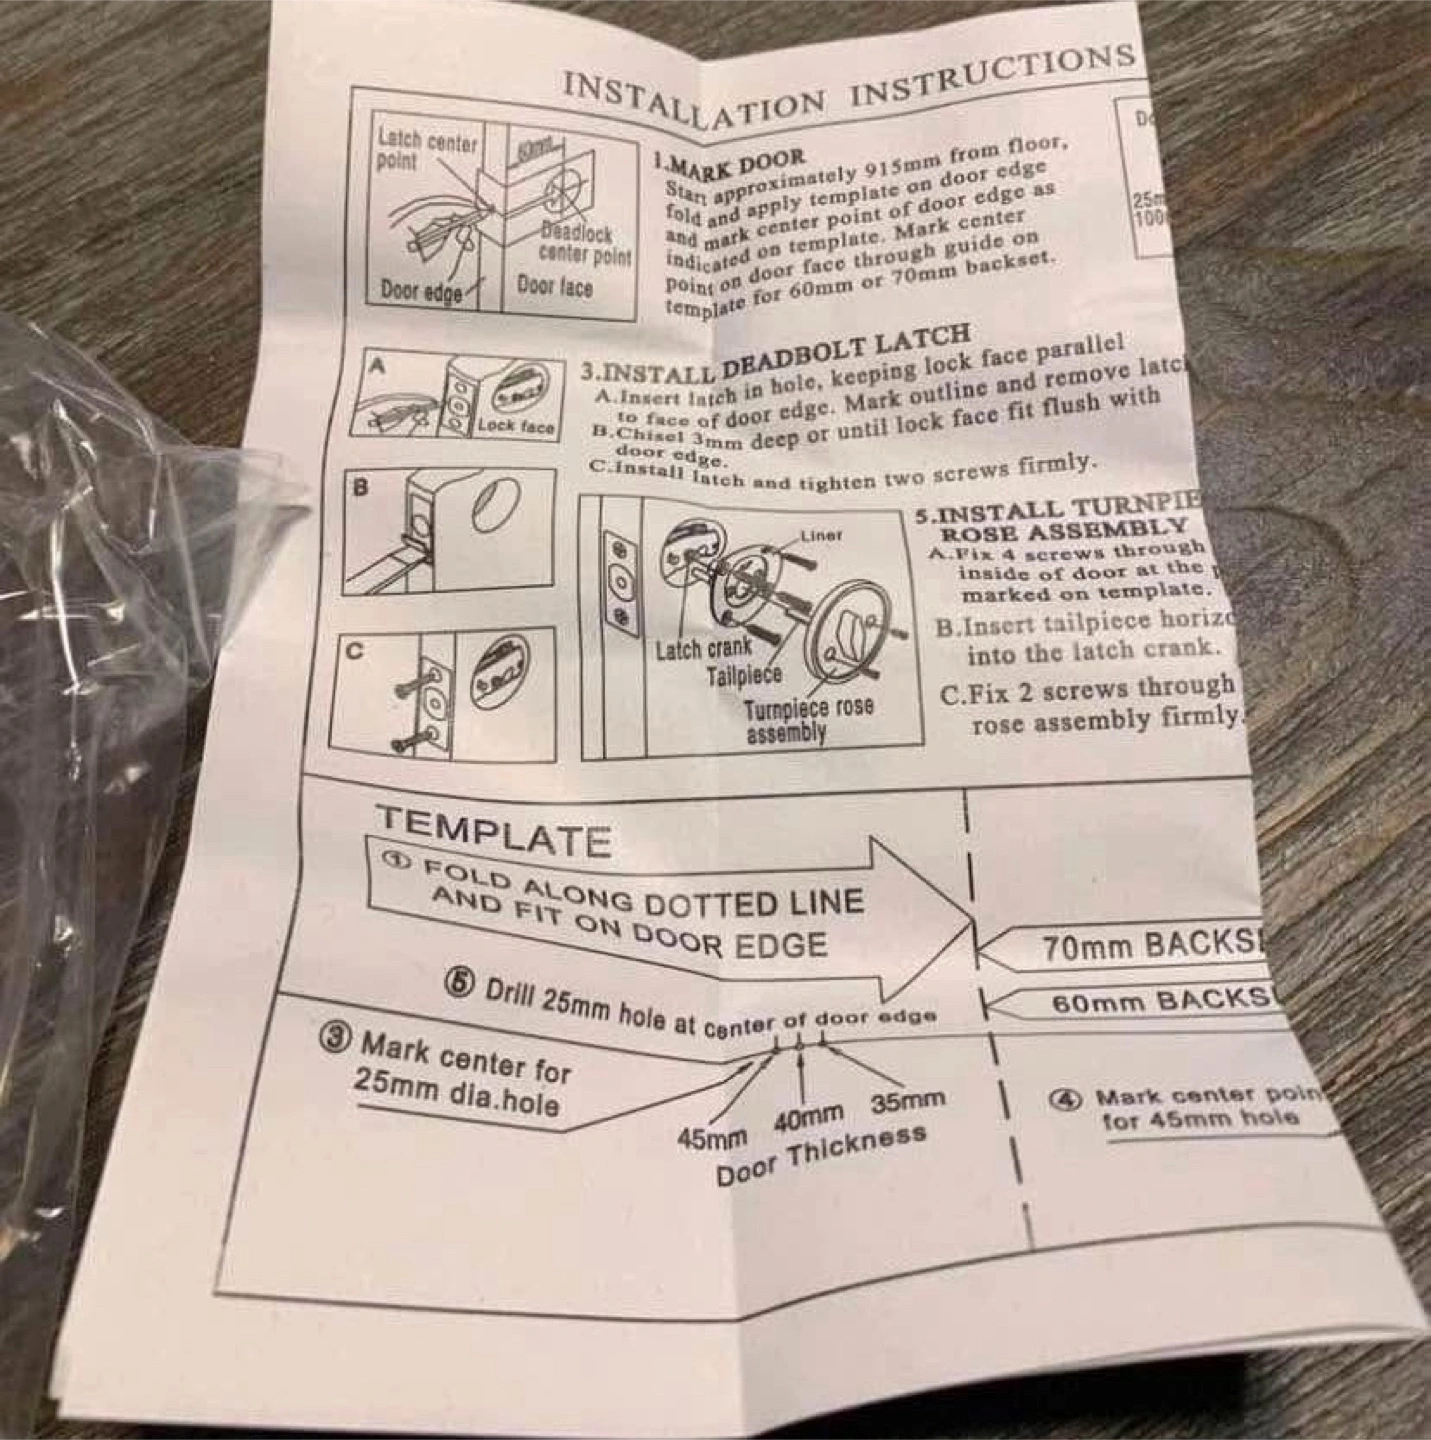 INSTALLATION INSTRUCTIONS
Latch center
point
60mm
Deadlock
center point
Door edge
Door face
1.MARK DOOR
Start approximately 915mm from floor,
fold and apply template on door edge
and mark center point of door edge as
indicated on template. Mark center
point on door face through guide on
template for 60mm or 70mm backset.
25m
100
A
Lock face
B
C
3.INSTALL DEADBOLT LATCH
A.Insert latch in hole, keeping lock face parallel
to face of door edge. Mark outline and remove latc
B.Chisel 3mm deep or until lock face fit flush with
door edge.
C.Install latch and tighten two screws firmly.
Liner
Latch crank
Tailpiece
Turnpiece rose
assembly
5.INSTALL TURNPIE
ROSE ASSEMBLY
A.Fix 4 screws through
inside of door at the
marked on template.
B.Insert tailpiece horizo
into the latch crank.
C.Fix 2 screws through
rose assembly firmly.
TEMPLATE
① FOLD ALONG DOTTED LINE
AND FIT ON DOOR EDGE
70mm BACKS
60mm BACKS
⑤ Drill 25mm hole at center of door edge
③ Mark center for
25mm dia.hole
45mm
40mm
35mm
Door Thickness
④ Mark center poin
for 45mm hole